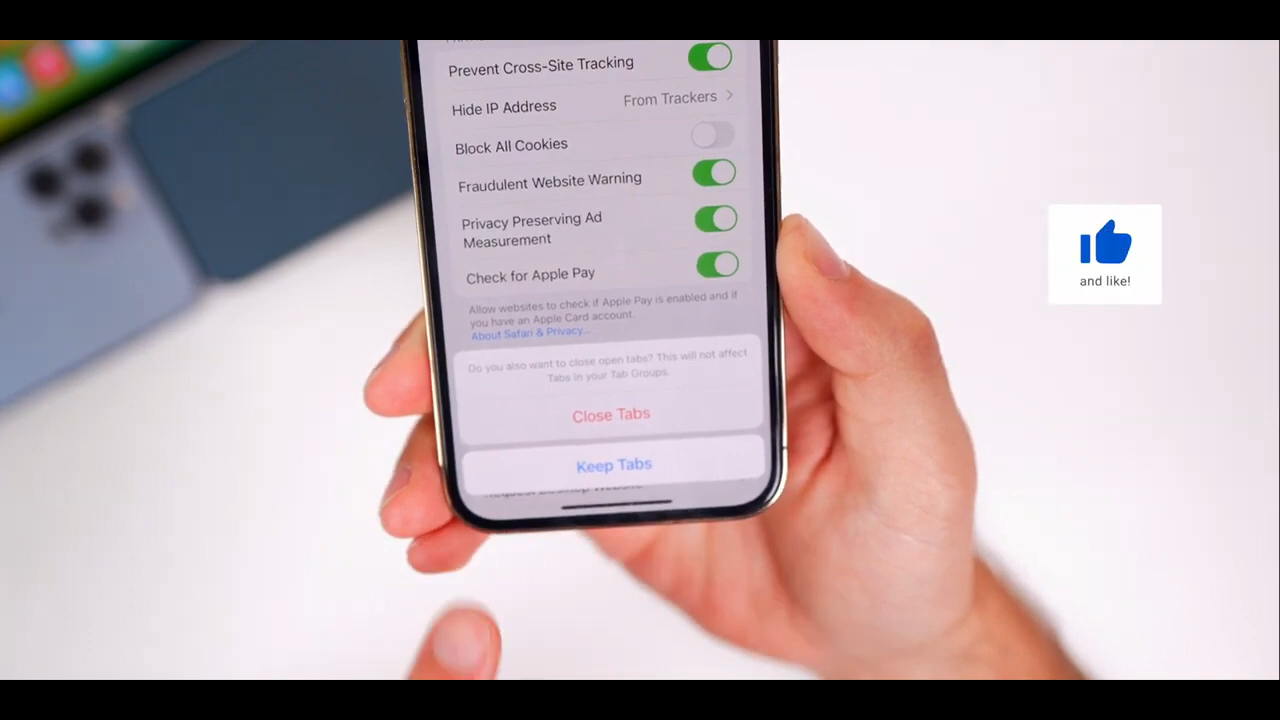 Prevent Cross-Site Tracking
Hide IP Address From Trackers >
Block All Cookies
Fraudulent Website Warning
Privacy Preserving Ad
Measurement
Check for Apple Pay
Allow websites to check if Apple Pay is enabled and if
you have an Apple Card account.
About Safari & Privacy...
Do you also want to close open tabs? This will not affect
Tabs in your Tab Groups.
Close Tabs
Keep Tabs
and like!